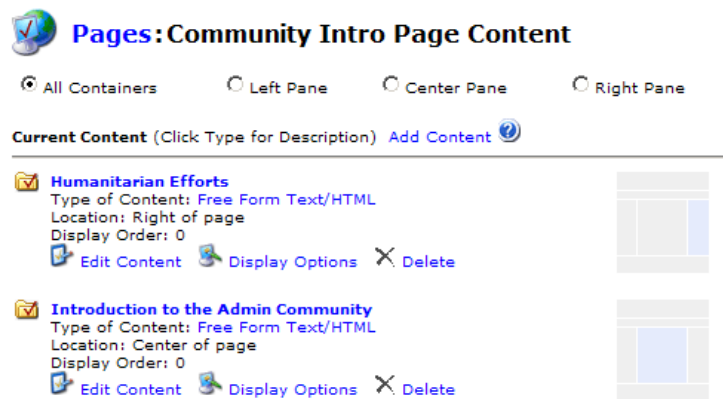 Pages:Community Intro Page Content
All Containers Left Pane Center Pane Right Pane
Current Content (Click Type for Description) Add Content ?
Humanitarian Efforts
Type of Content: Free Form Text/HTML
Location: Right of page
Display Order: 0
Edit Content Display Options Delete
Introduction to the Admin Community
Type of Content: Free Form Text/HTML
Location: Center of page
Display Order: 0
Edit Content Display Options Delete